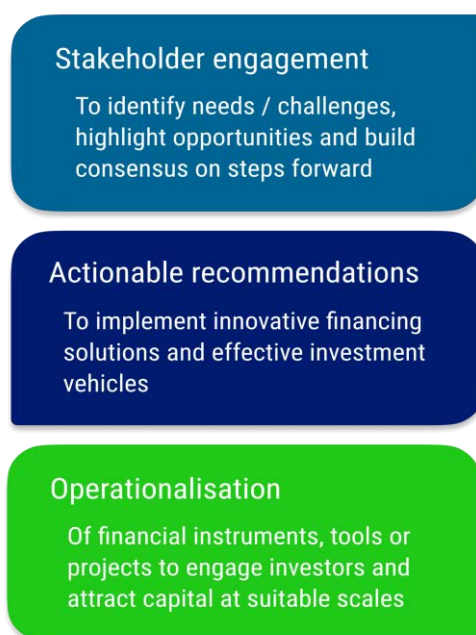 Stakeholder engagement
To identify needs / challenges,
highlight opportunities and build
consensus on steps forward
Actionable recommendations
To implement innovative financing
solutions and effective investment
vehicles
Operationalisation
Of financial instruments, tools or
projects to engage investors and
attract capital at suitable scales